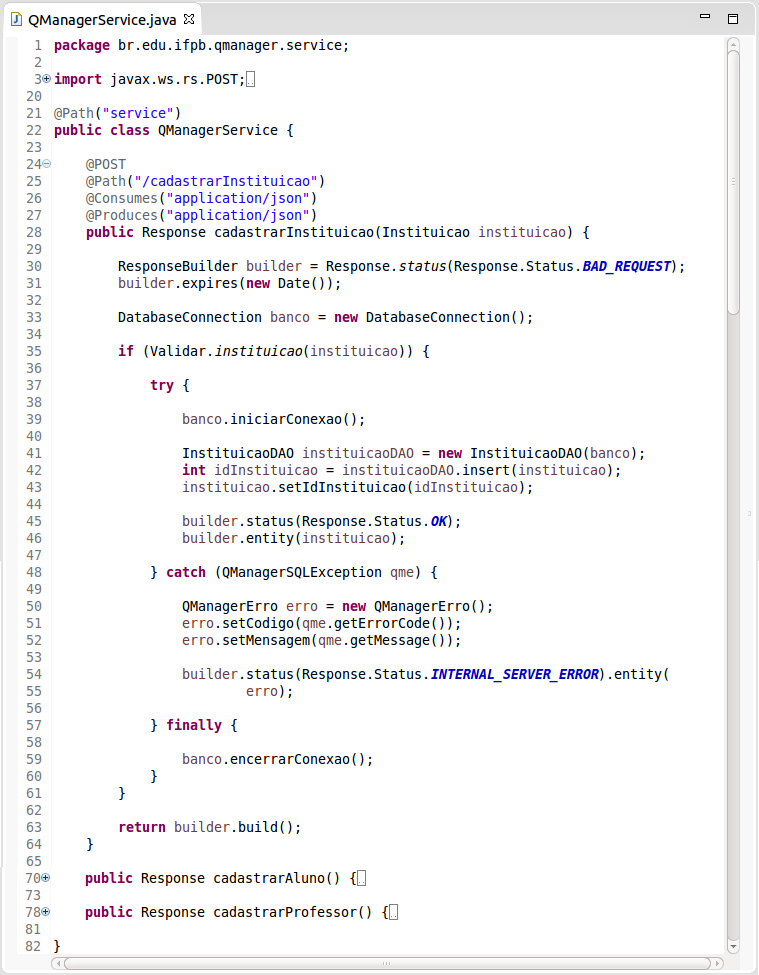 QManagerService.java
1 package br.edu.ifpb.qmanager.service;
2
3 import javax.ws.rs.POST;
20
21 @Path("service")
22 public class QManagerService {
23
24 @POST
25 @Path("/cadastrarInstituicao")
26 @Consumes("application/json")
27 @Produces("application/json")
28 public Response cadastrarInstituicao(Instituicao instituicao) {
29
30 ResponseBuilder builder = Response.status(Response.Status.BAD_REQUEST);
31 builder.expires(new Date());
32
33 DatabaseConnection banco = new DatabaseConnection();
34
35 if (Validar.instituicao(instituicao)) {
36
37 try {
38
39 banco.iniciarConexao();
40
41 InstituicaoDAO instituicaoDAO = new InstituicaoDAO(banco);
42 int idInstituicao = instituicaoDAO.insert(instituicao);
43 instituicao.setIdInstituicao(idInstituicao);
44
45 builder.status(Response.Status.OK);
46 builder.entity(instituicao);
47
48 } catch (QManagerSQLException qme) {
49
50 QManagerErro erro = new QManagerErro();
51 erro.setCodigo(qme.getErrorCode());
52 erro.setMensagem(qme.getMessage());
53
54 builder.status(Response.Status.INTERNAL_SERVER_ERROR).entity(
55 erro);
56
57 } finally {
58
59 banco.encerrarConexao();
60 }
61 }
62
63 return builder.build();
64 }
65
70 public Response cadastrarAluno() {
73
78 public Response cadastrarProfessor() {
81
82 }